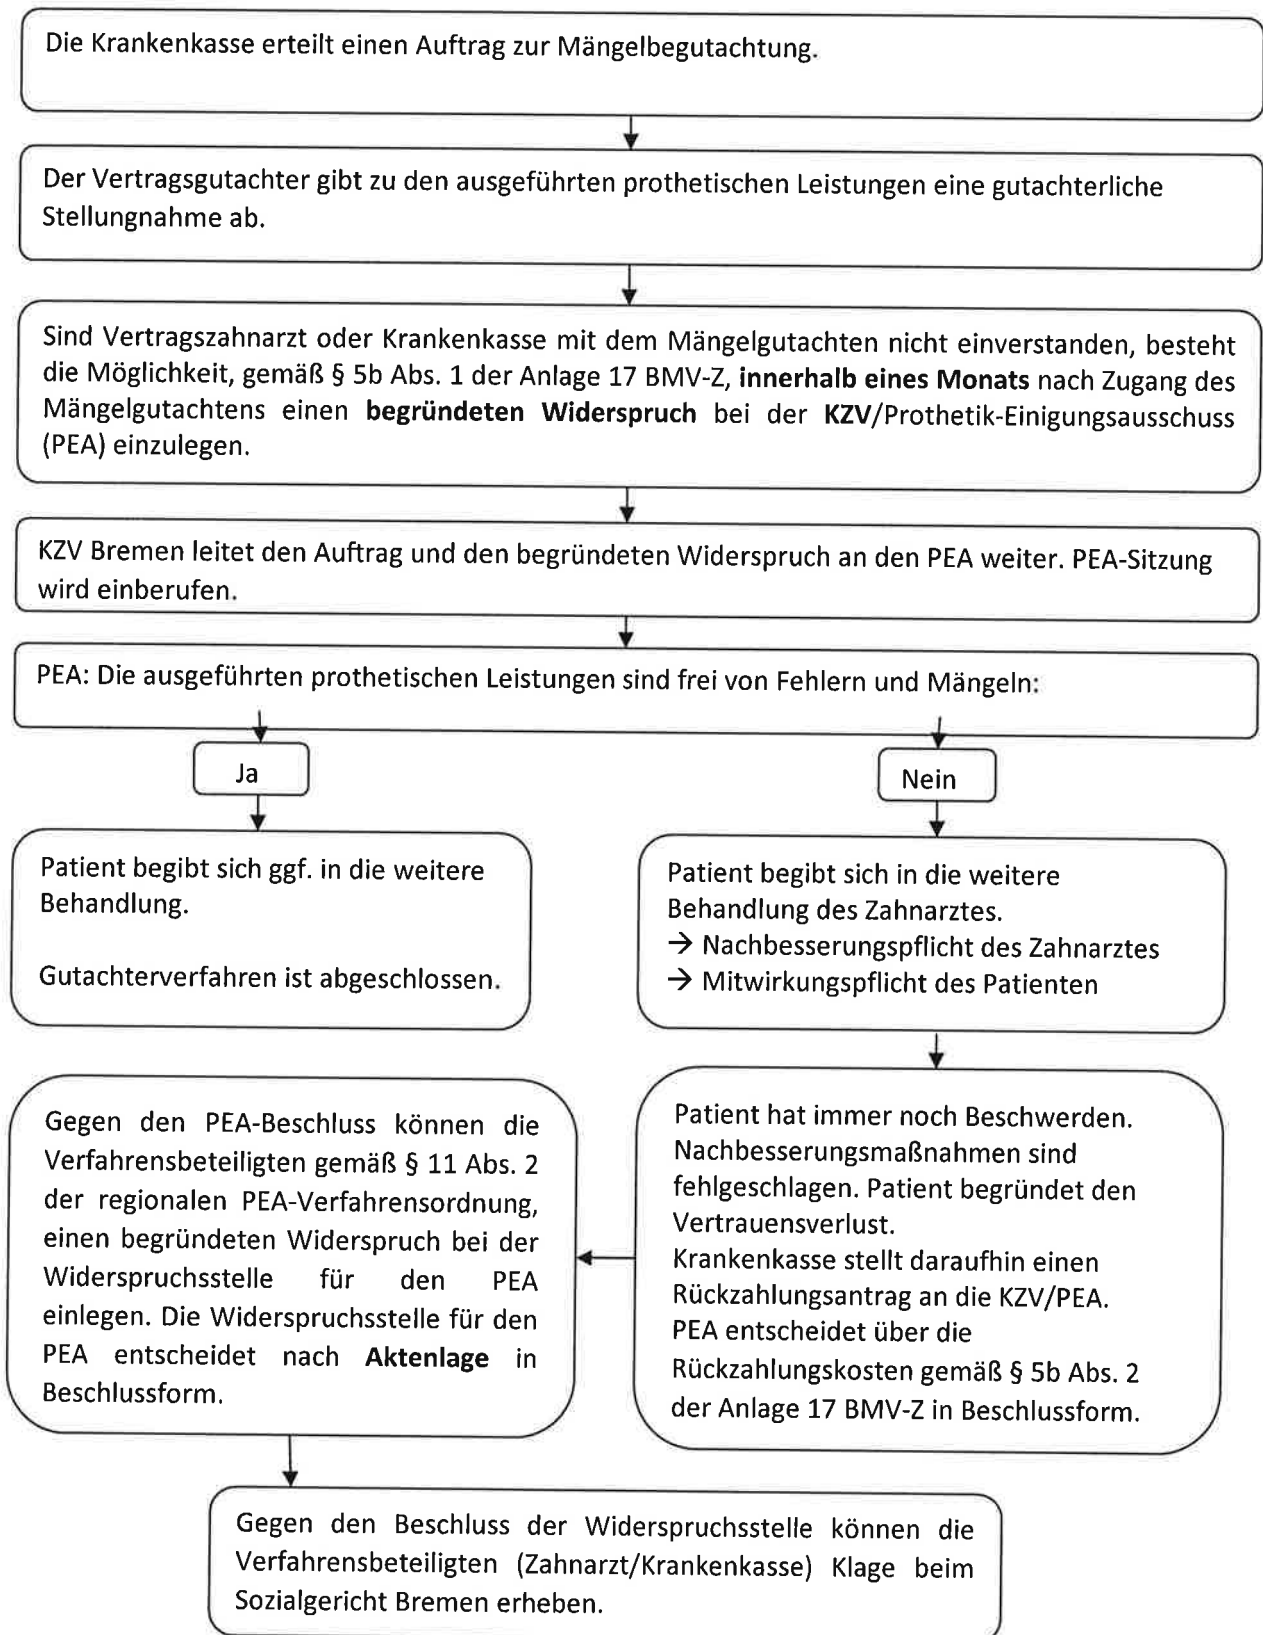 Die Krankenkasse erteilt einen Auftrag zur Mängelbegutachtung.
Der Vertragsgutachter gibt zu den ausgeführten prothetischen Leistungen eine gutachterliche
Stellungnahme ab.
Sind Vertragszahnarzt oder Krankenkasse mit dem Mängelgutachten nicht einverstanden, besteht
die Möglichkeit, gemäß § 5b Abs. 1 der Anlage 17 BMV-Z, innerhalb eines Monats nach Zugang des
Mängelgutachtens einen begründeten Widerspruch bei der KZV/Prothetik-Einigungsausschuss
(PEA) einzulegen.
KZV Bremen leitet den Auftrag und den begründeten Widerspruch an den PEA weiter. PEA-Sitzung
wird einberufen.
PEA: Die ausgeführten prothetischen Leistungen sind frei von Fehlern und Mängeln:
Ja
Nein
Patient begibt sich ggf. in die weitere
Behandlung.
Gutachterverfahren ist abgeschlossen.
Patient begibt sich in die weitere
Behandlung des Zahnarztes.
→ Nachbesserungspflicht des Zahnarztes
→ Mitwirkungspflicht des Patienten
Patient hat immer noch Beschwerden.
Nachbesserungsmaßnahmen sind
fehlgeschlagen. Patient begründet den
Vertrauensverlust.
Krankenkasse stellt daraufhin einen
Rückzahlungsantrag an die KZV/PEA.
PEA entscheidet über die
Rückzahlungskosten gemäß § 5b Abs. 2
der Anlage 17 BMV-Z in Beschlussform.
Gegen den PEA-Beschluss können die
Verfahrensbeteiligten gemäß § 11 Abs. 2
der regionalen PEA-Verfahrensordnung,
einen begründeten Widerspruch bei der
Widerspruchsstelle für den PEA
einlegen. Die Widerspruchsstelle für den
PEA entscheidet nach Aktenlage in
Beschlussform.
Gegen den Beschluss der Widerspruchsstelle können die
Verfahrensbeteiligten (Zahnarzt/Krankenkasse) Klage beim
Sozialgericht Bremen erheben.